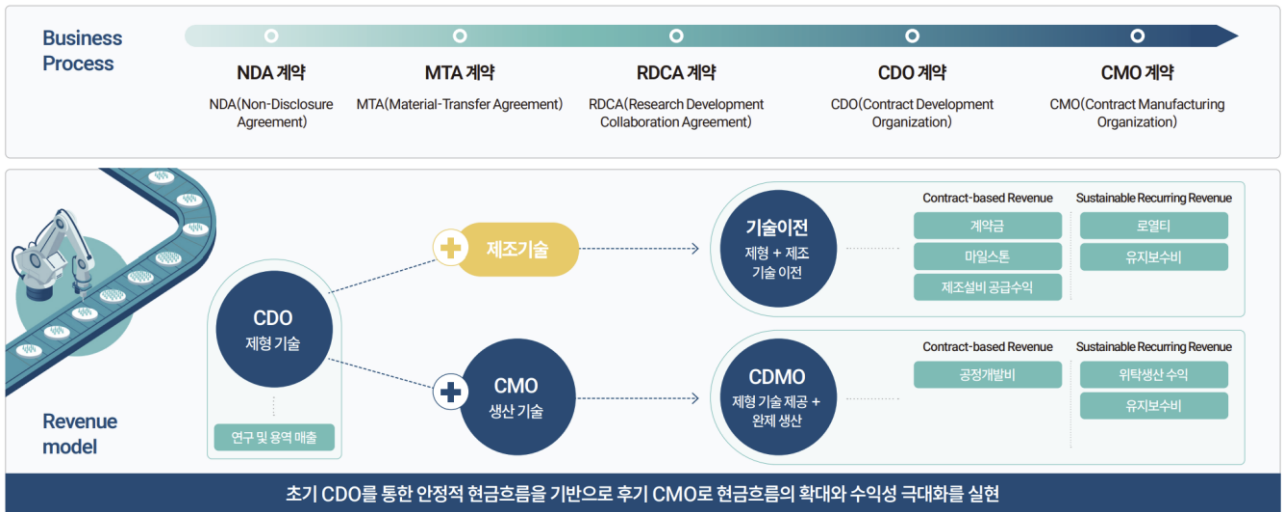 Business
Process
NDA 계약
NDA(Non-Disclosure
Agreement)
MTA 계약
MTA(Material-Transfer Agreement)
RDCA 계약
RDCA(Research Development
Collaboration Agreement)
CDO 계약
CDO(Contract Development
Organization)
CMO 계약
CMO(Contract Manufacturing
Organization)
Revenue
model
CDO
제형 기술
연구 및 용역 매출
제조기술
CMO
생산 기술
기술이전
제형 + 제조
기술 이전
Contract-based Revenue
계약금
마일스톤
제조설비 공급수익
Sustainable Recurring Revenue
로열티
유지보수비
CDMO
제형 기술 제공 +
완제 생산
Contract-based Revenue
공정개발비
Sustainable Recurring Revenue
위탁생산 수익
유지보수비
초기 CDO를 통한 안정적 현금흐름을 기반으로 후기 CMO로 현금흐름의 확대와 수익성 극대화를 실현